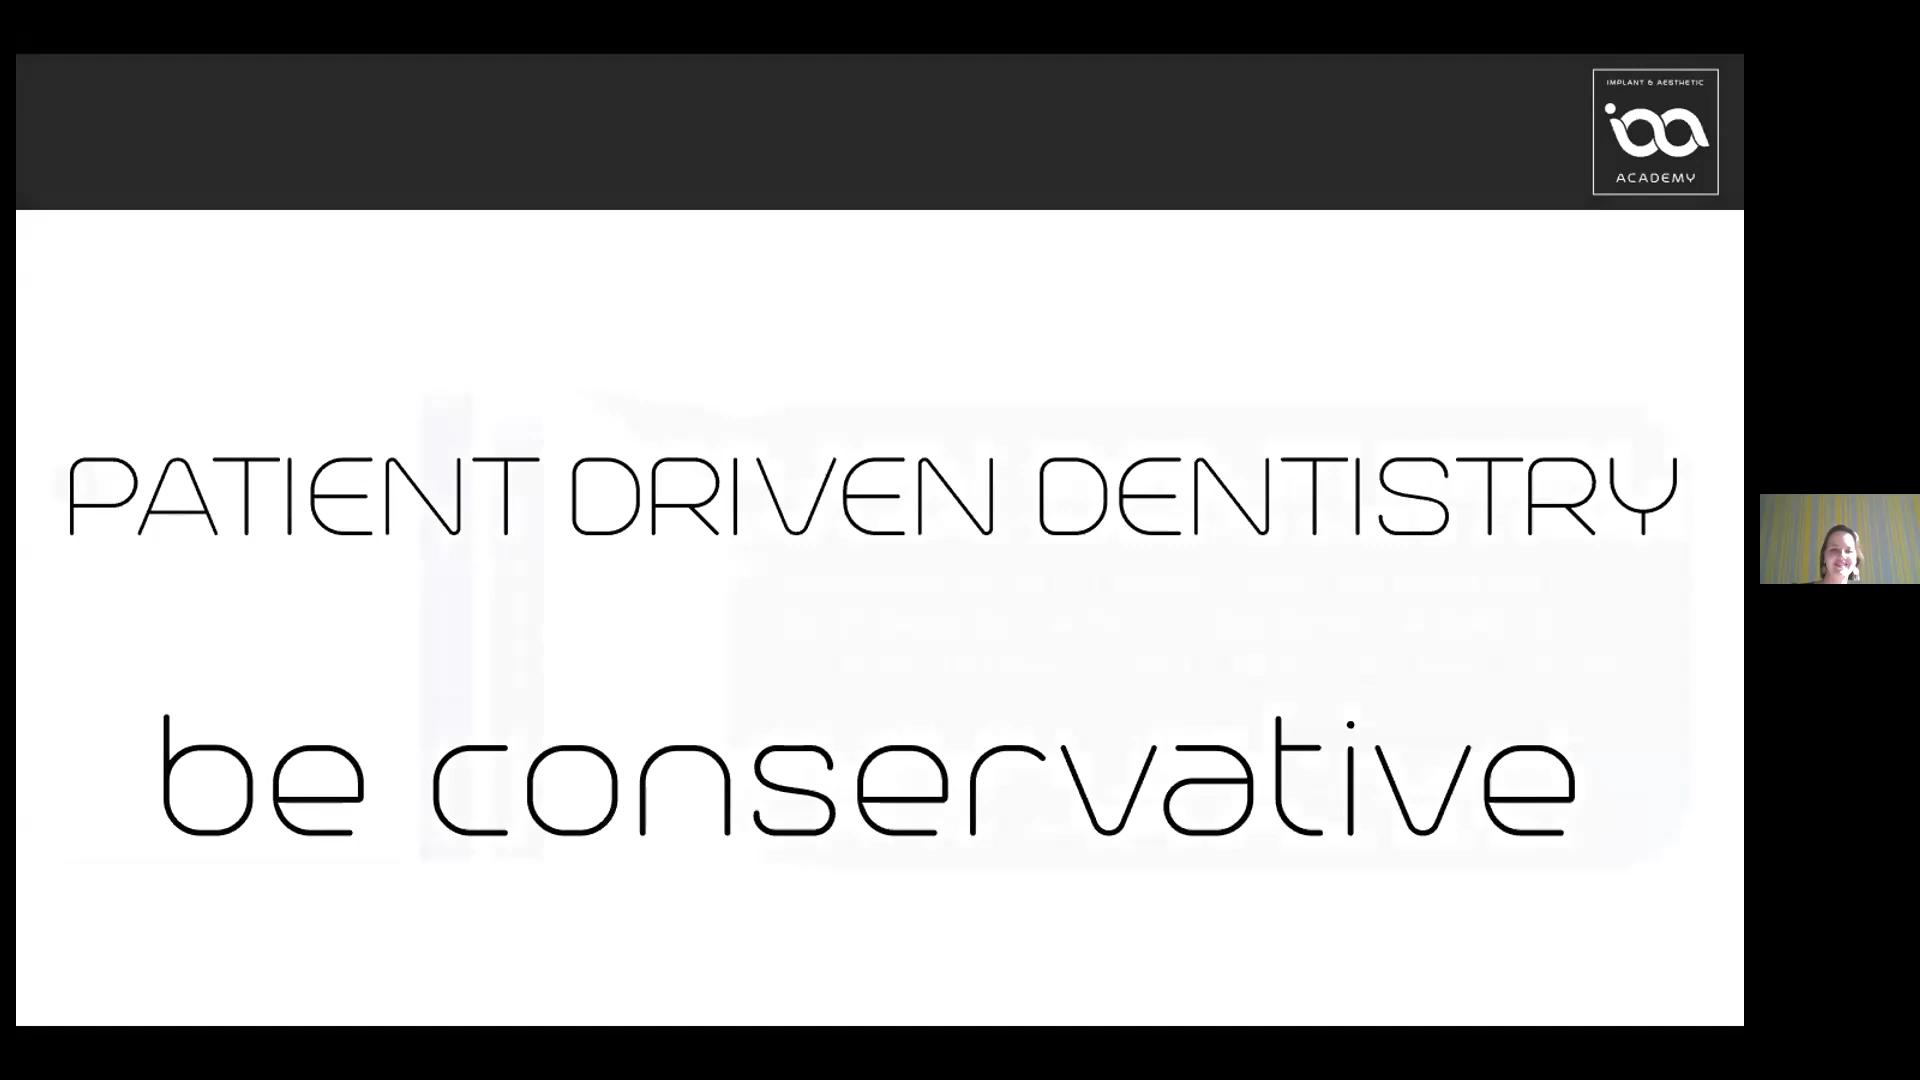 IMPLANT & AESTHETIC
iaa
ACADEMY
PATIENT DRIVEN DENTISTRY
be conservative